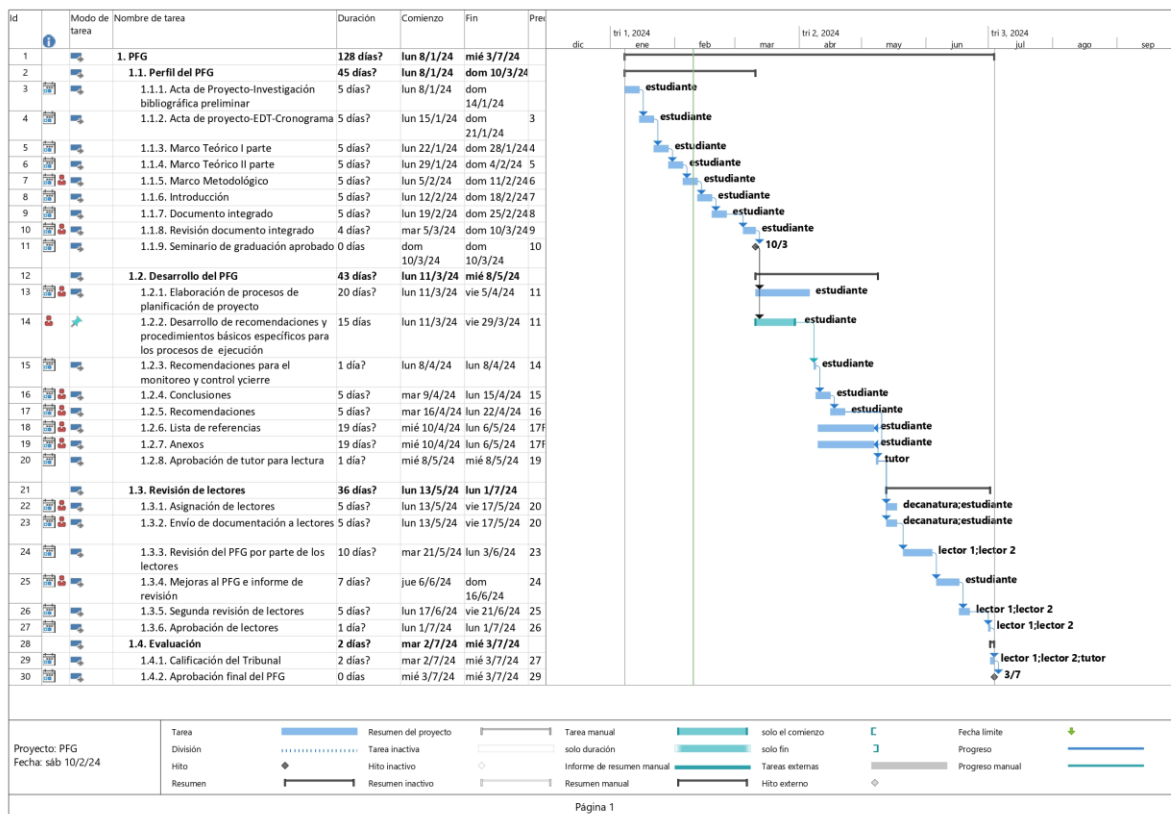 Id Modo de tarea Nombre de tarea Duración Comienzo Fin Pred
tri 1, 2024 tri 2, 2024 tri 3, 2024
dic ene feb mar abr may jun jul ago sep
1 1. PFG 128 días? lun 8/1/24 mié 3/7/24
2 1.1. Perfil del PFG 45 días? lun 8/1/24 dom 10/3/24
3 1.1.1. Acta de Proyecto-Investigación bibliográfica preliminar 5 días? lun 8/1/24 dom 14/1/24 estudiante
4 1.1.2. Acta de proyecto-EDT-Cronograma 5 días? lun 15/1/24 dom 21/1/24 3 estudiante
5 1.1.3. Marco Teórico I parte 5 días? lun 22/1/24 dom 28/1/24 4 estudiante
6 1.1.4. Marco Teórico II parte 5 días? lun 29/1/24 dom 4/2/24 5 estudiante
7 1.1.5. Marco Metodológico 5 días? lun 5/2/24 dom 11/2/24 6 estudiante
8 1.1.6. Introducción 5 días? lun 12/2/24 dom 18/2/24 7 estudiante
9 1.1.7. Documento integrado 5 días? lun 19/2/24 dom 25/2/24 8 estudiante
10 1.1.8. Revisión documento integrado 4 días? mar 5/3/24 dom 10/3/24 9 estudiante
11 1.1.9. Seminario de graduación aprobado 0 días dom 10/3/24 dom 10/3/24 10 10/3
12 1.2. Desarrollo del PFG 43 días? lun 11/3/24 mié 8/5/24
13 1.2.1. Elaboración de procesos de planificación de proyecto 20 días? lun 11/3/24 vie 5/4/24 11 estudiante
14 1.2.2. Desarrollo de recomendaciones y procedimientos básicos específicos para los procesos de ejecución 15 días lun 11/3/24 vie 29/3/24 11 estudiante
15 1.2.3. Recomendaciones para el monitoreo y control ycierre 1 día? lun 8/4/24 lun 8/4/24 14 estudiante
16 1.2.4. Conclusiones 5 días? mar 9/4/24 lun 15/4/24 15 estudiante
17 1.2.5. Recomendaciones 5 días? mar 16/4/24 lun 22/4/24 16 estudiante
18 1.2.6. Lista de referencias 19 días? mié 10/4/24 lun 6/5/24 17F estudiante
19 1.2.7. Anexos 19 días? mié 10/4/24 lun 6/5/24 17F estudiante
20 1.2.8. Aprobación de tutor para lectura 1 día? mié 8/5/24 mié 8/5/24 19 tutor
21 1.3. Revisión de lectores 36 días? lun 13/5/24 lun 1/7/24
22 1.3.1. Asignación de lectores 5 días? lun 13/5/24 vie 17/5/24 20 decanatura;estudiante
23 1.3.2. Envío de documentación a lectores 5 días? lun 13/5/24 vie 17/5/24 20 decanatura;estudiante
24 1.3.3. Revisión del PFG por parte de los lectores 10 días? mar 21/5/24 lun 3/6/24 23 lector 1;lector 2
25 1.3.4. Mejoras al PFG e informe de revisión 7 días? jue 6/6/24 dom 16/6/24 24 estudiante
26 1.3.5. Segunda revisión de lectores 5 días? lun 17/6/24 vie 21/6/24 25 lector 1;lector 2
27 1.3.6. Aprobación de lectores 1 día? lun 1/7/24 lun 1/7/24 26 lector 1;lector 2
28 1.4. Evaluación 2 días? mar 2/7/24 mié 3/7/24
29 1.4.1. Calificación del Tribunal 2 días? mar 2/7/24 mié 3/7/24 27 lector 1;lector 2;tutor
30 1.4.2. Aprobación final del PFG 0 días mié 3/7/24 mié 3/7/24 29 3/7
Proyecto: PFG
Fecha: sáb 10/2/24
Tarea Resumen del proyecto Tarea manual solo el comienzo Fecha límite
División Tarea inactiva solo duración solo fin Progreso
Hito Hito inactivo Informe de resumen manual Tareas externas Progreso manual
Resumen Resumen inactivo Resumen manual Hito externo
Página 1